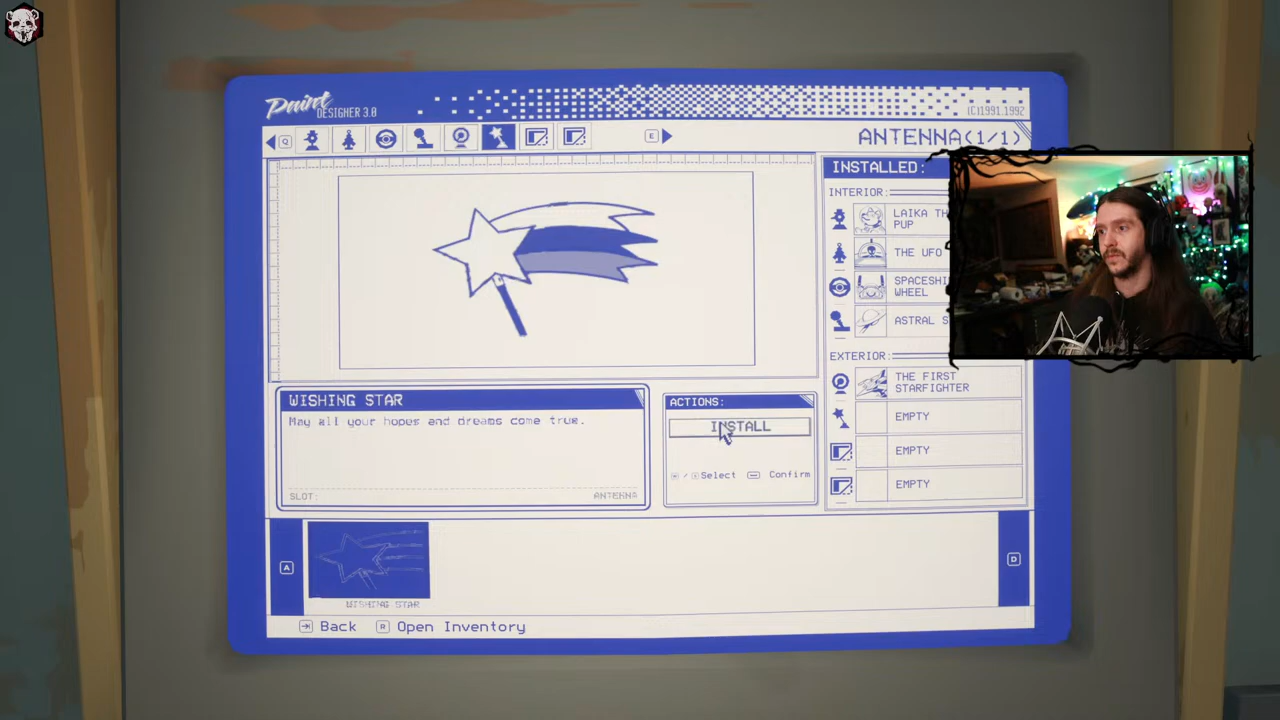 Paint
DESIGNER 3.0
(C)1991,1992
Q
E
ANTENNA(1/1)
INSTALLED:
INTERIOR:
LAIKA TH
PUP
THE UFO
SPACESHI
WHEEL
ASTRAL S
EXTERIOR:
THE FIRST
STARFIGHTER
EMPTY
EMPTY
EMPTY
WISHING STAR
May all your hopes and dreams come true.
SLOT:
ANTENNA
ACTIONS:
INSTALL
Select
Confirm
A
D
WISHING STAR
Back
R
Open Inventory